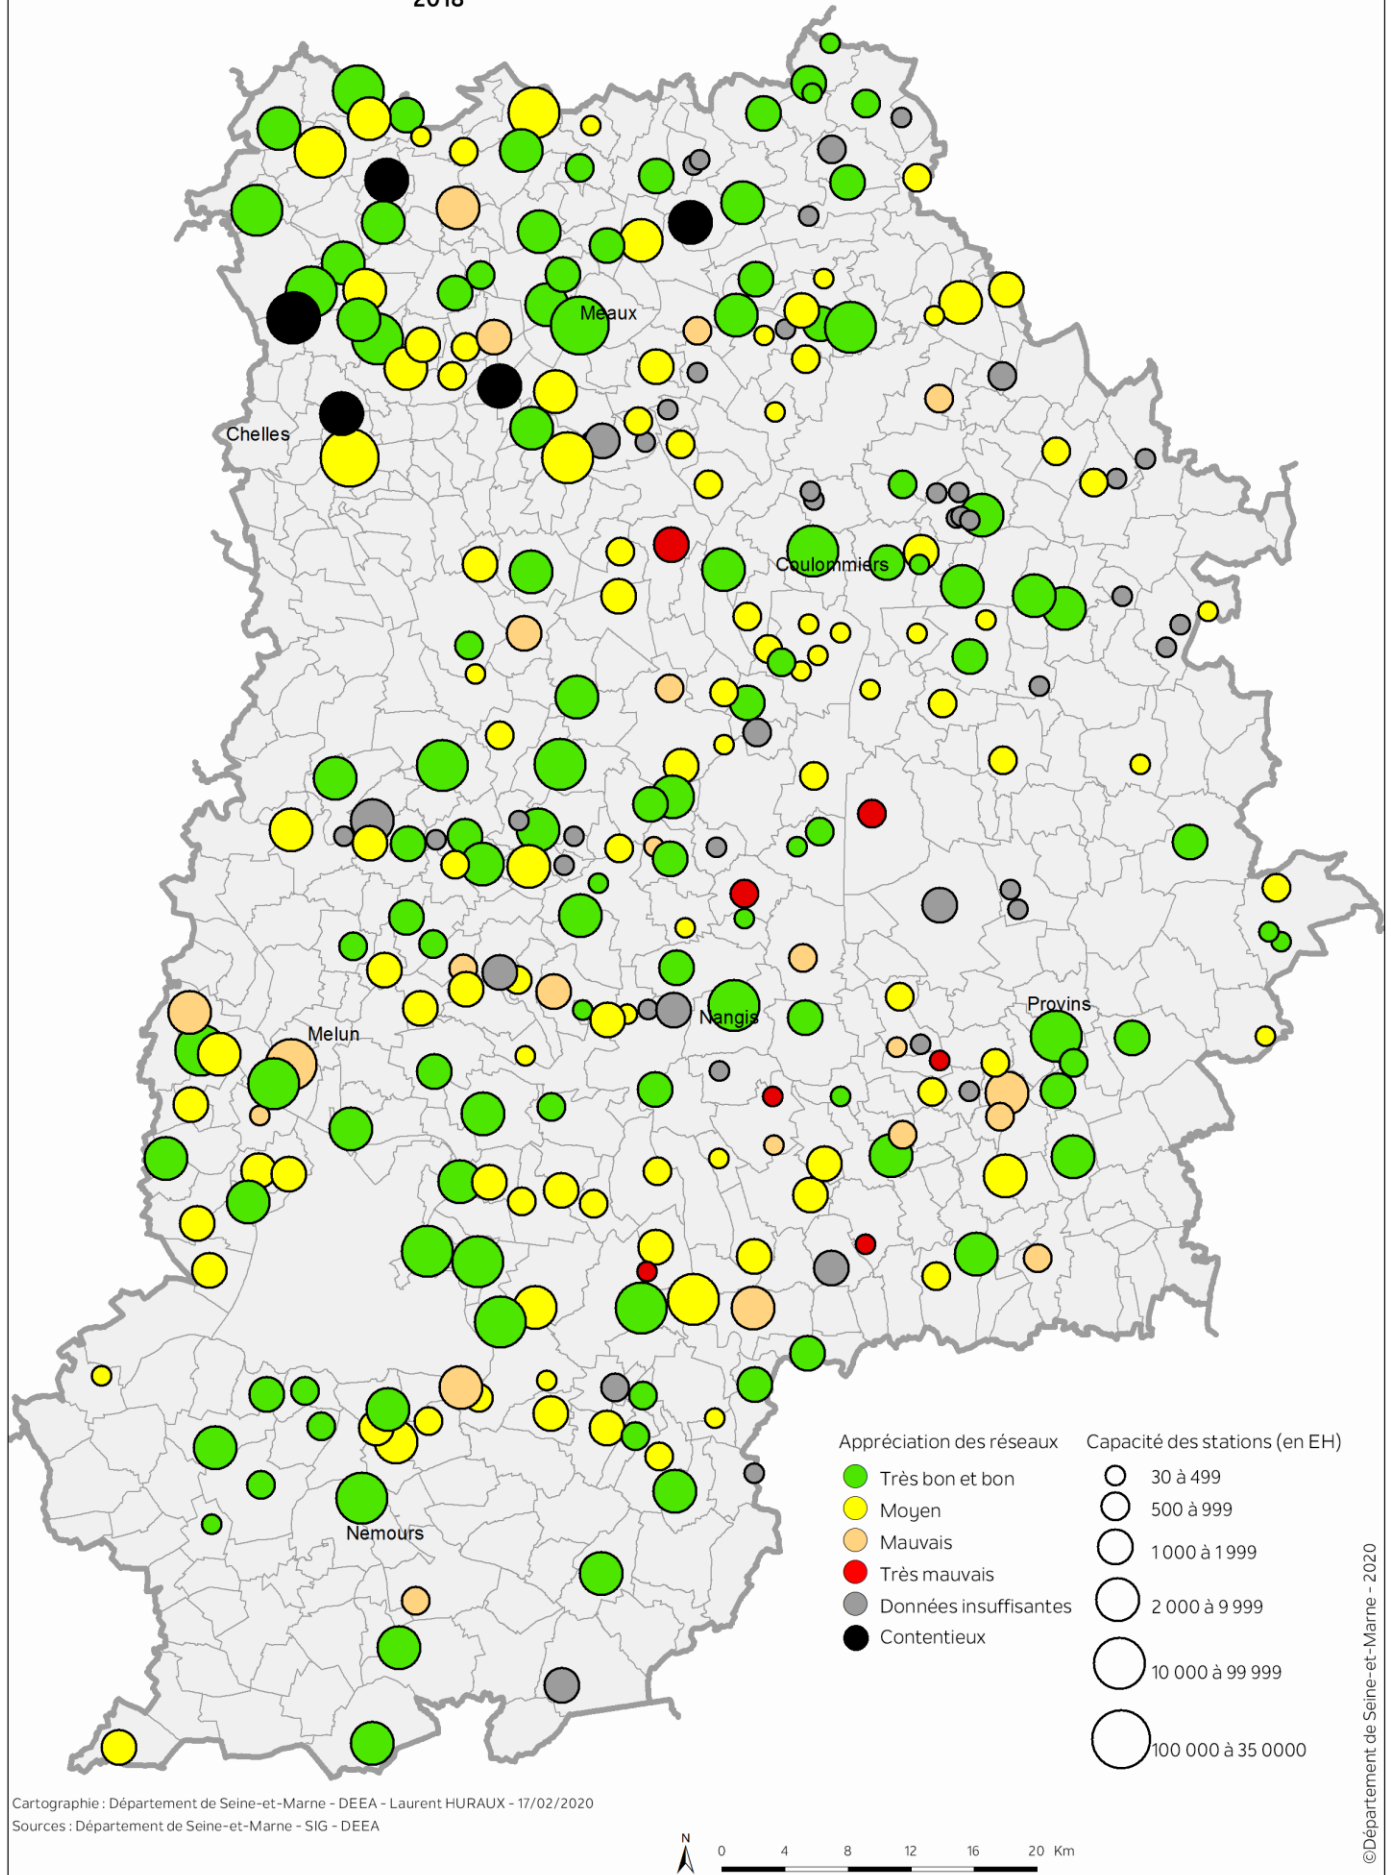 2018
Meaux
Chelles
Coulommiers
Provins
Nangis
Melun
Nemours
Appréciation des réseaux
Très bon et bon
Moyen
Mauvais
Très mauvais
Données insuffisantes
Contentieux
Capacité des stations (en EH)
30 à 499
500 à 999
1 000 à 1 999
2 000 à 9 999
10 000 à 99 999
100 000 à 35 0000
©Département de Seine-et-Marne - 2020
Cartographie : Département de Seine-et-Marne - DEEA - Laurent HURAUX - 17/02/2020
Sources : Département de Seine-et-Marne - SIG - DEEA
N
0 4 8 12 16 20 Km